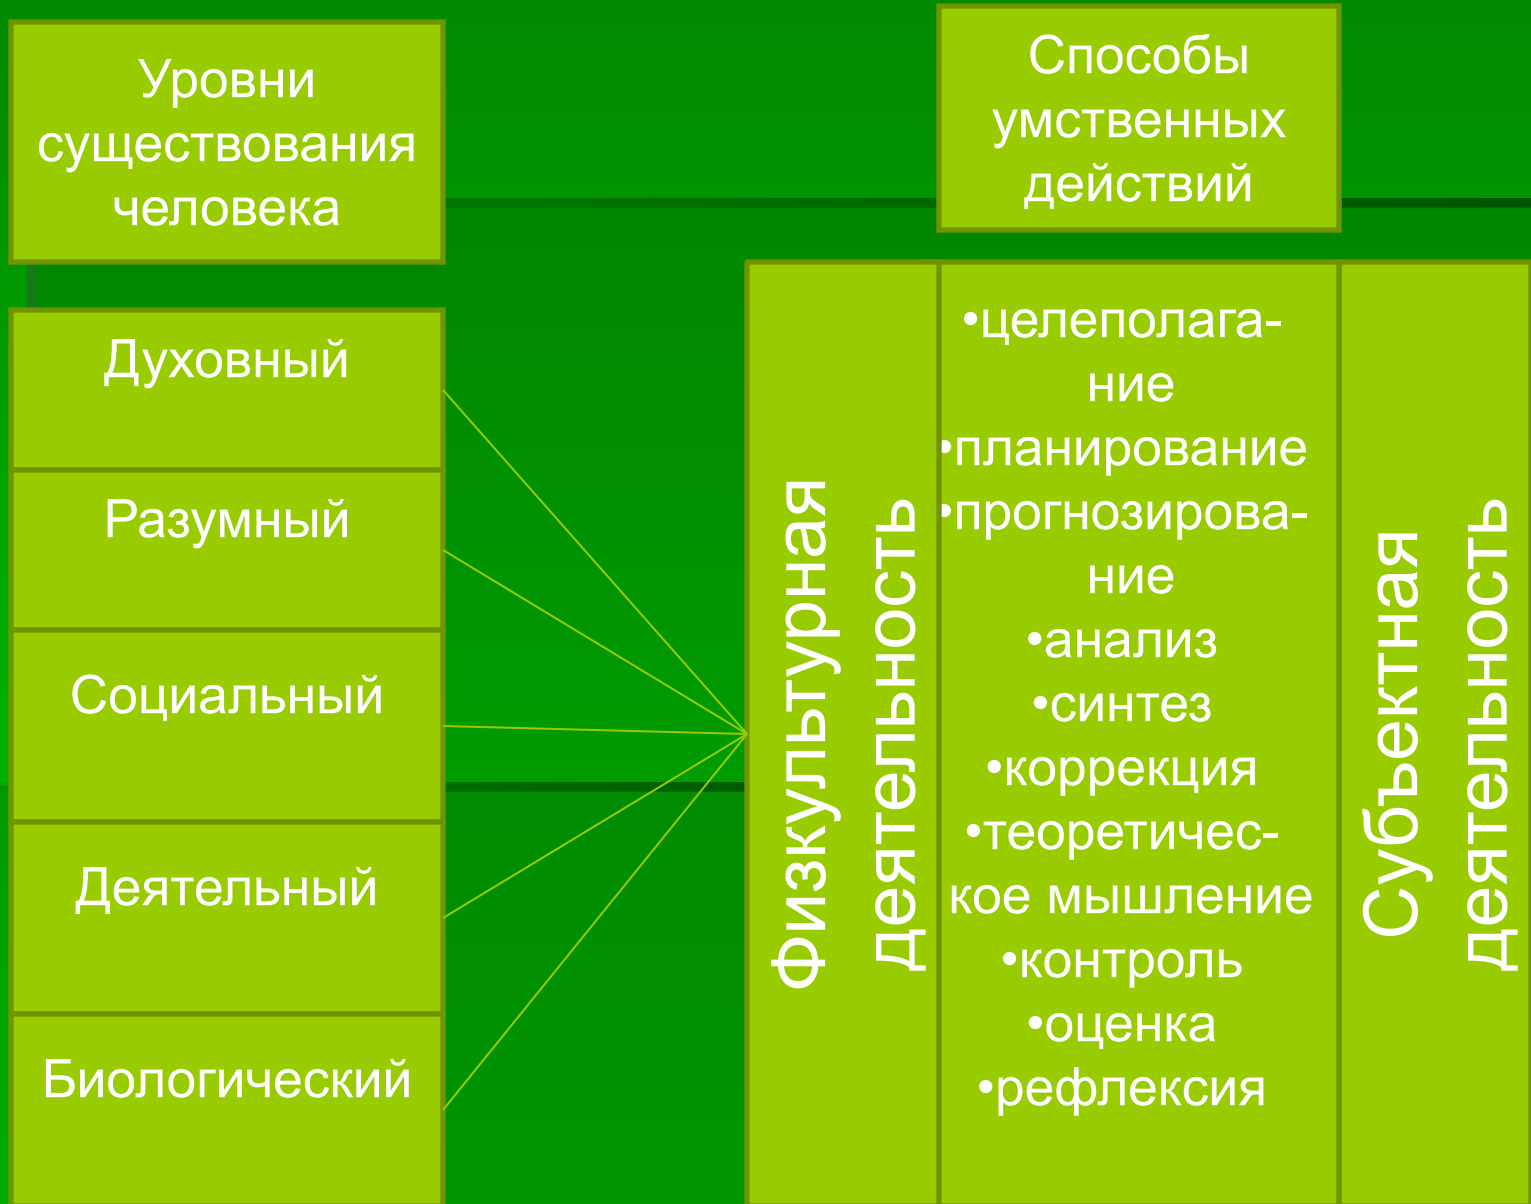 Уровни
существования
человека
Духовный
Разумный
Социальный
Деятельный
Биологический
Физкультурная
деятельность
Способы
умственных
действий
•целеполага-
ние
•планирование
•прогнозирова-
ние
•анализ
•синтез
•коррекция
•теоретичес-
кое мышление
•контроль
•оценка
•рефлексия
Субъектная
деятельность